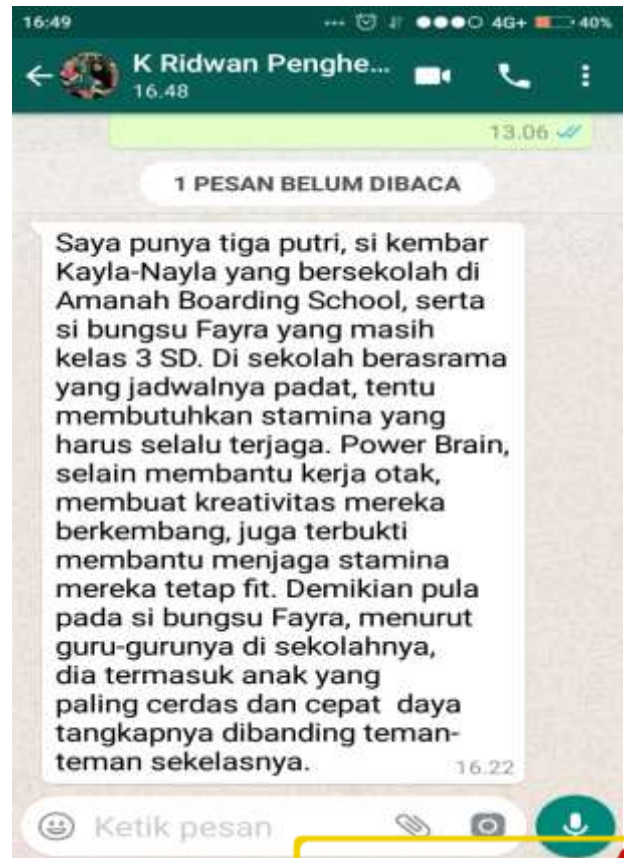 16:49
4G+ 40%
K Ridwan Penghe...
16.48
13.06
1 PESAN BELUM DIBACA
Saya punya tiga putri, si kembar
Kayla-Nayla yang bersekolah di
Amanah Boarding School, serta
si bungsu Fayra yang masih
kelas 3 SD. Di sekolah berasrama
yang jadwalnya padat, tentu
membutuhkan stamina yang
harus selalu terjaga. Power Brain,
selain membantu kerja otak,
membuat kreativitas mereka
berkembang, juga terbukti
membantu menjaga stamina
mereka tetap fit. Demikian pula
pada si bungsu Fayra, menurut
guru-gurunya di sekolahnya,
dia termasuk anak yang
paling cerdas dan cepat daya
tangkapnya dibanding teman-
teman sekelasnya.
16.22
Ketik pesan